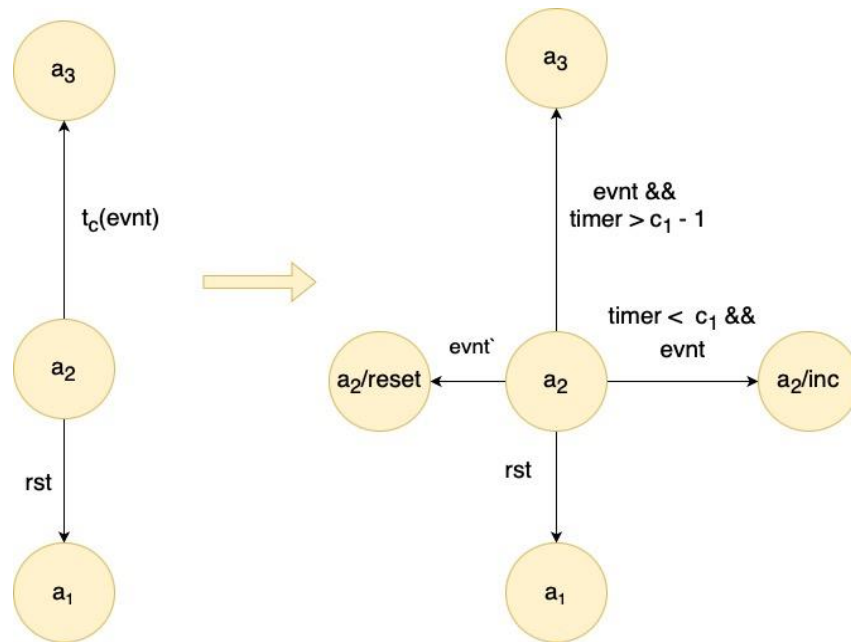 a₃
t_c(evnt)
a₂
rst
a₁
a₃
evnt &&
timer > c₁ - 1
timer < c₁ &&
evnt
evnt`
a₂/reset
a₂
a₂/inc
rst
a₁